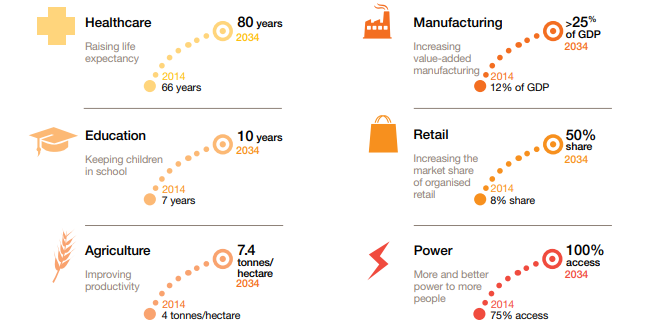 Healthcare
Raising life
expectancy
80 years
2034
2014
66 years
Manufacturing
Increasing
value-added
manufacturing
>25%
of GDP
2034
2014
12% of GDP
Education
Keeping children
in school
10 years
2034
2014
7 years
Retail
Increasing the
market share
of organised
retail
50%
share
2034
2014
8% share
Agriculture
Improving
productivity
7.4
tonnes/
hectare
2034
2014
4 tonnes/hectare
Power
More and better
power to more
people
100%
access
2034
2014
75% access